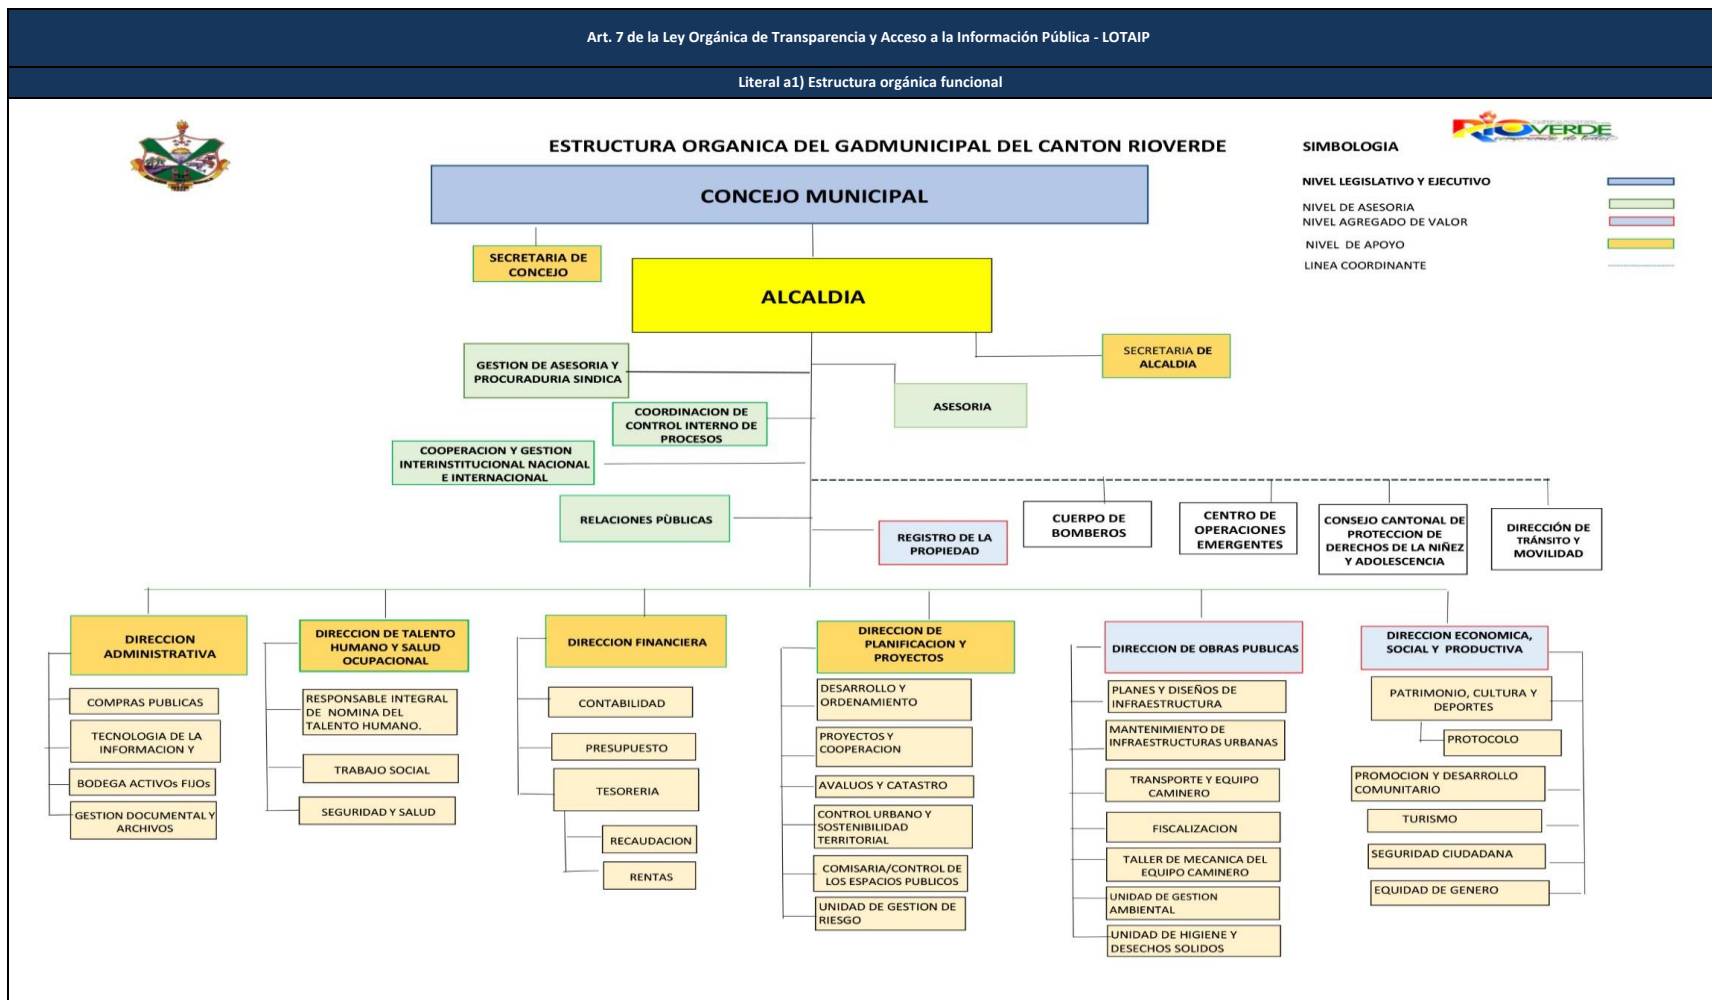 Art. 7 de la Ley Orgánica de Transparencia y Acceso a la Información Pública - LOTAIP
Literal a1) Estructura orgánica funcional
RIOVERDE
ESTRUCTURA ORGANICA DEL GADMUNICIPAL DEL CANTON RIOVERDE
SIMBOLOGIA
NIVEL LEGISLATIVO Y EJECUTIVO
NIVEL DE ASESORIA
NIVEL AGREGADO DE VALOR
NIVEL DE APOYO
LINEA COORDINANTE
CONCEJO MUNICIPAL
SECRETARIA DE
CONCEJO
ALCALDIA
SECRETARIA DE
ALCALDIA
GESTION DE ASESORIA Y
PROCURADURIA SINDICA
ASESORIA
COORDINACION DE
CONTROL INTERNO DE
PROCESOS
COOPERACION Y GESTION
INTERINSTITUCIONAL NACIONAL
E INTERNACIONAL
RELACIONES PÙBLICAS
REGISTRO DE LA
PROPIEDAD
CUERPO DE
BOMBEROS
CENTRO DE
OPERACIONES
EMERGENTES
CONSEJO CANTONAL DE
PROTECCION DE
DERECHOS DE LA NIÑEZ
Y ADOLESCENCIA
DIRECCIÓN DE
TRÁNSITO Y
MOVILIDAD
DIRECCION
ADMINISTRATIVA
COMPRAS PUBLICAS
TECNOLOGIA DE LA
INFORMACION Y
BODEGA ACTIVOs FIJOs
GESTION DOCUMENTAL Y
ARCHIVOS
DIRECCION DE TALENTO
HUMANO Y SALUD
OCUPACIONAL
RESPONSABLE INTEGRAL
DE NOMINA DEL
TALENTO HUMANO.
TRABAJO SOCIAL
SEGURIDAD Y SALUD
DIRECCION FINANCIERA
CONTABILIDAD
PRESUPUESTO
TESORERIA
RECAUDACION
RENTAS
DIRECCION DE
PLANIFICACION Y
PROYECTOS
DESARROLLO Y
ORDENAMIENTO
PROYECTOS Y
COOPERACION
AVALUOS Y CATASTRO
CONTROL URBANO Y
SOSTENIBILIDAD
TERRITORIAL
COMISARIA/CONTROL DE
LOS ESPACIOS PUBLICOS
UNIDAD DE GESTION DE
RIESGO
DIRECCION DE OBRAS PUBLICAS
PLANES Y DISEÑOS DE
INFRAESTRUCTURA
MANTENIMIENTO DE
INFRAESTRUCTURAS URBANAS
TRANSPORTE Y EQUIPO
CAMINERO
FISCALIZACION
TALLER DE MECANICA DEL
EQUIPO CAMINERO
UNIDAD DE GESTION
AMBIENTAL
UNIDAD DE HIGIENE Y
DESECHOS SOLIDOS
DIRECCION ECONOMICA,
SOCIAL Y PRODUCTIVA
PATRIMONIO, CULTURA Y
DEPORTES
PROTOCOLO
PROMOCION Y DESARROLLO
COMUNITARIO
TURISMO
SEGURIDAD CIUDADANA
EQUIDAD DE GENERO